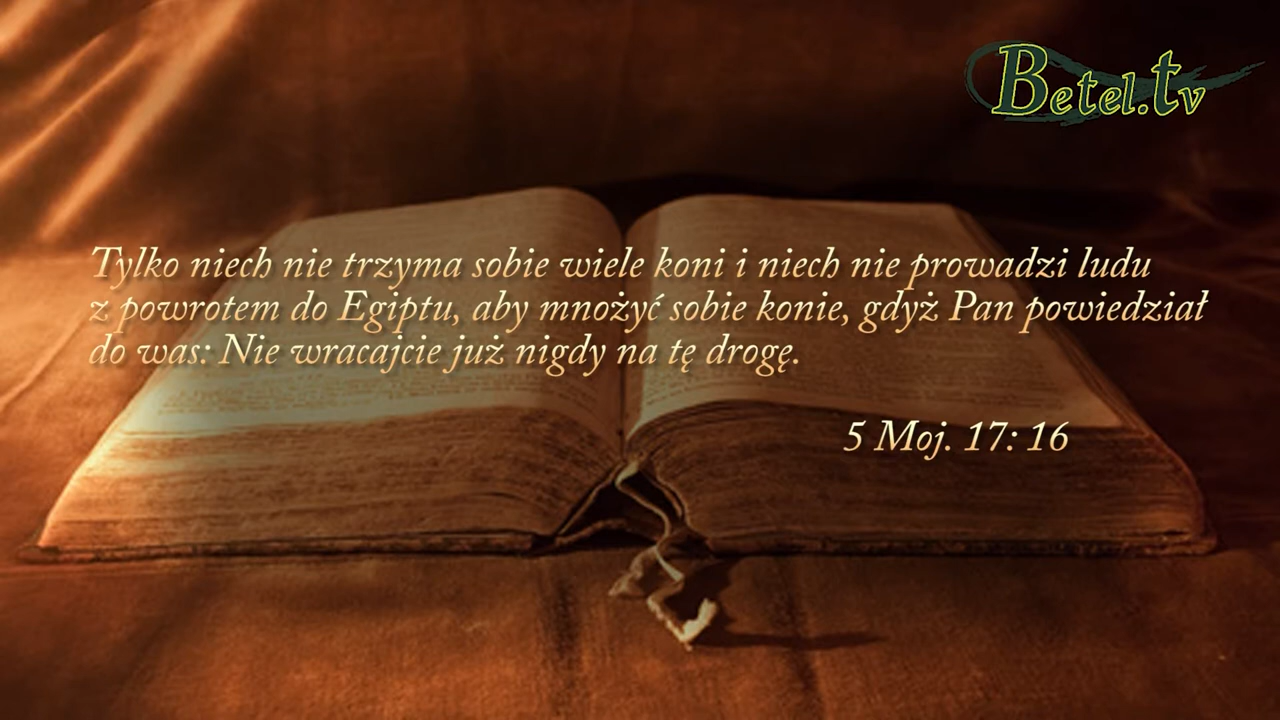 Betel.tv
Tylko niech nie trzyma sobie wiele koni i niech nie prowadzi ludu
z powrotem do Egiptu, aby mnożyć sobie konie, gdyż Pan powiedział
do was: Nie wracajcie już nigdy na tę drogę.
5 Moj. 17: 16